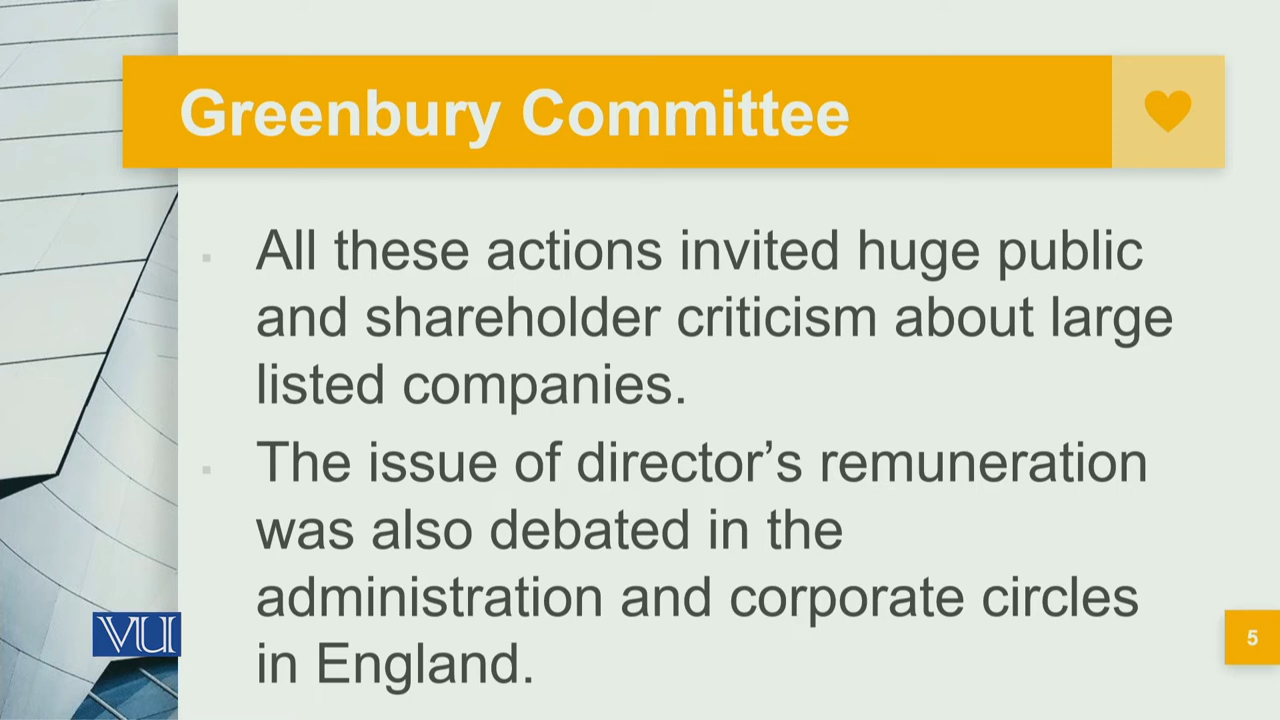 Greenbury Committee
All these actions invited huge public
and shareholder criticism about large
listed companies.
The issue of director’s remuneration
was also debated in the
administration and corporate circles
in England.
VU
5